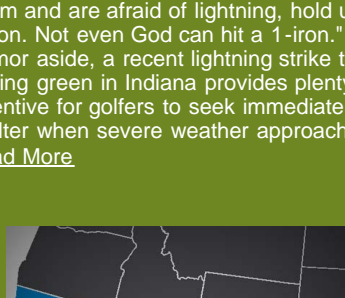 and are afraid of lightning, hold
Not even God can hit a 1-iron."
aside, a recent lightning strike
green in Indiana provides
for golfers to seek immediate
when severe weather
More